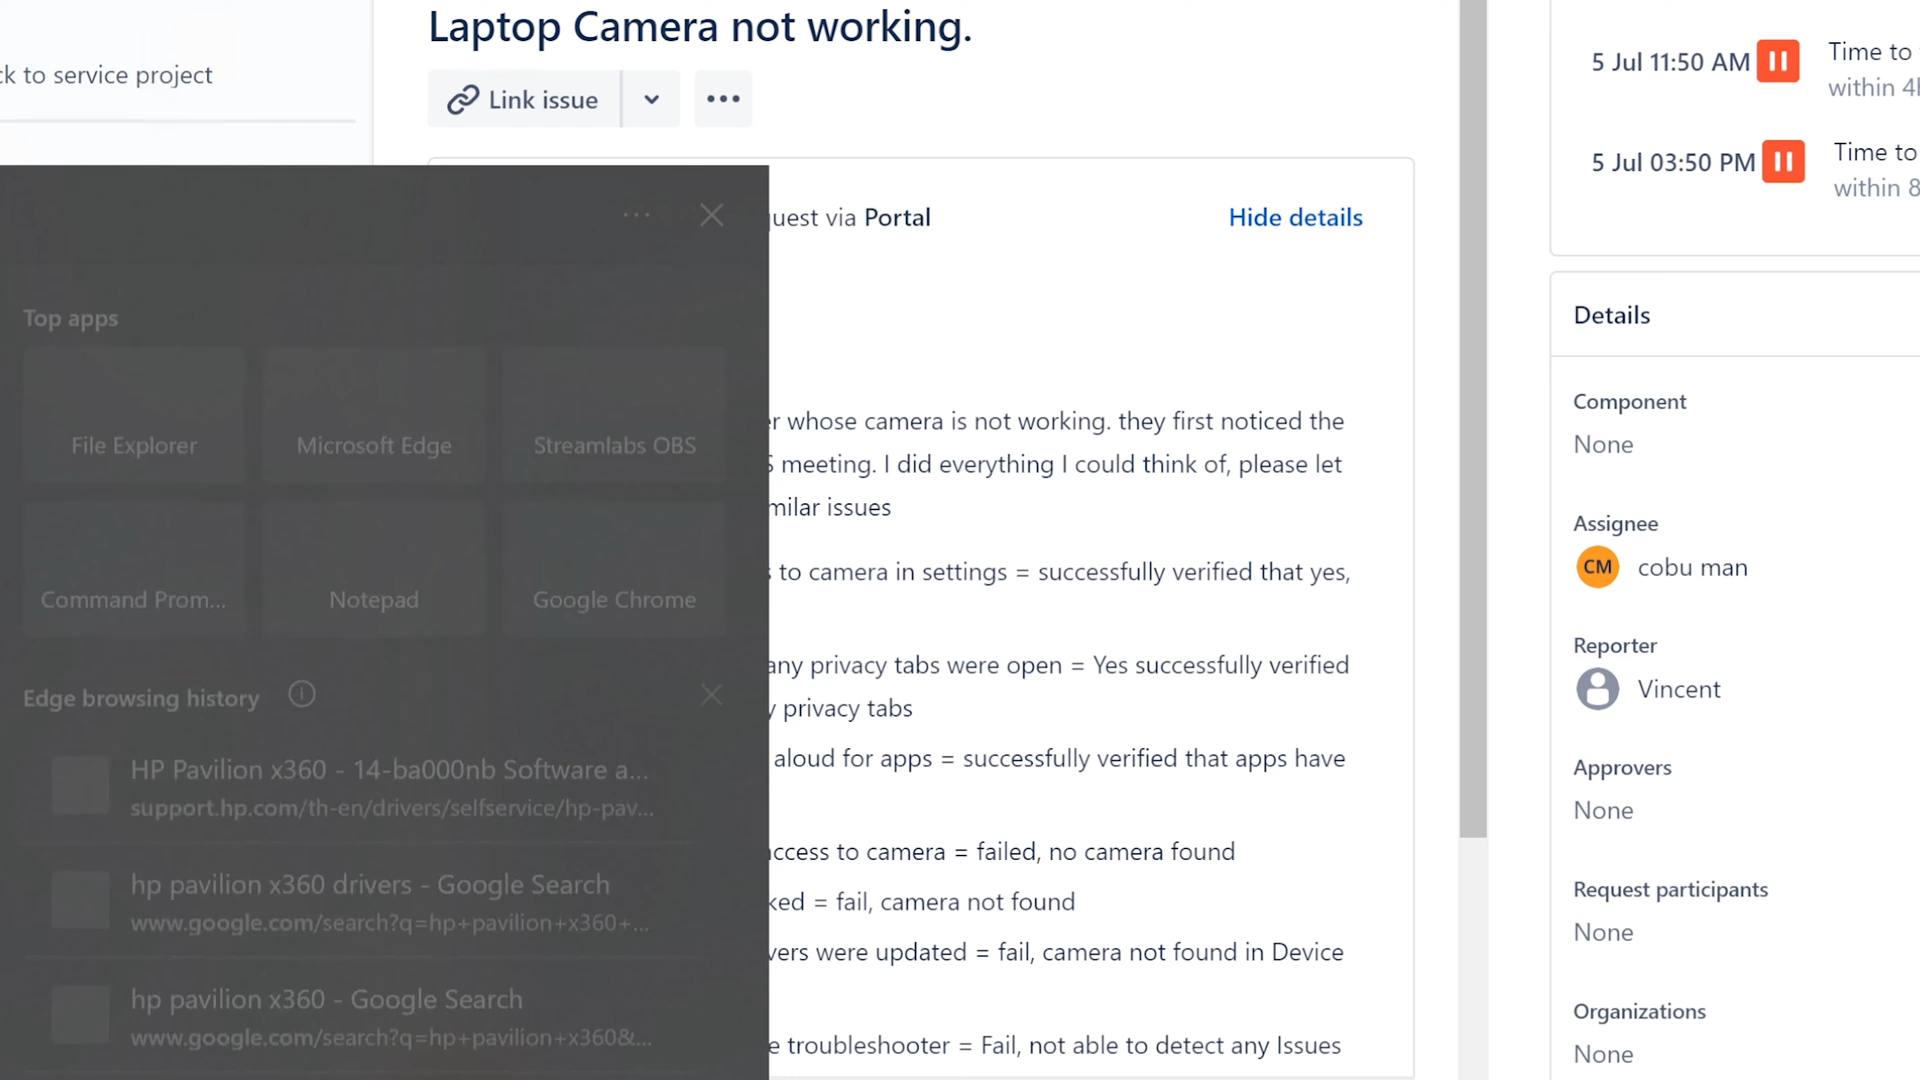 Laptop Camera not working.
ck to service project
Link issue
quest via Portal
Hide details
whose camera is not working. they first noticed the
meeting. I did everything I could think of, please let
milar issues
to camera in settings = successfully verified that yes,
any privacy tabs were open = Yes successfully verified
privacy tabs
aloud for apps = successfully verified that apps have
access to camera = failed, no camera found
ked = fail, camera not found
vers were updated = fail, camera not found in Device
troubleshooter = Fail, not able to detect any Issues
Top apps
File Explorer
Microsoft Edge
Streamlabs OBS
Command Prom...
Notepad
Google Chrome
Edge browsing history
HP Pavilion x360 - 14-ba000nb Software a...
support.hp.com/th-en/drivers/selfservice/hp-pav...
hp pavilion x360 drivers - Google Search
www.google.com/search?q=hp+pavilion+x360+...
hp pavilion x360 - Google Search
www.google.com/search?q=hp+pavilion+x360&...
5 Jul 11:50 AM
Time to
within 4h
5 Jul 03:50 PM
Time to
within 8
Details
Component
None
Assignee
CM
cobu man
Reporter
Vincent
Approvers
None
Request participants
None
Organizations
None